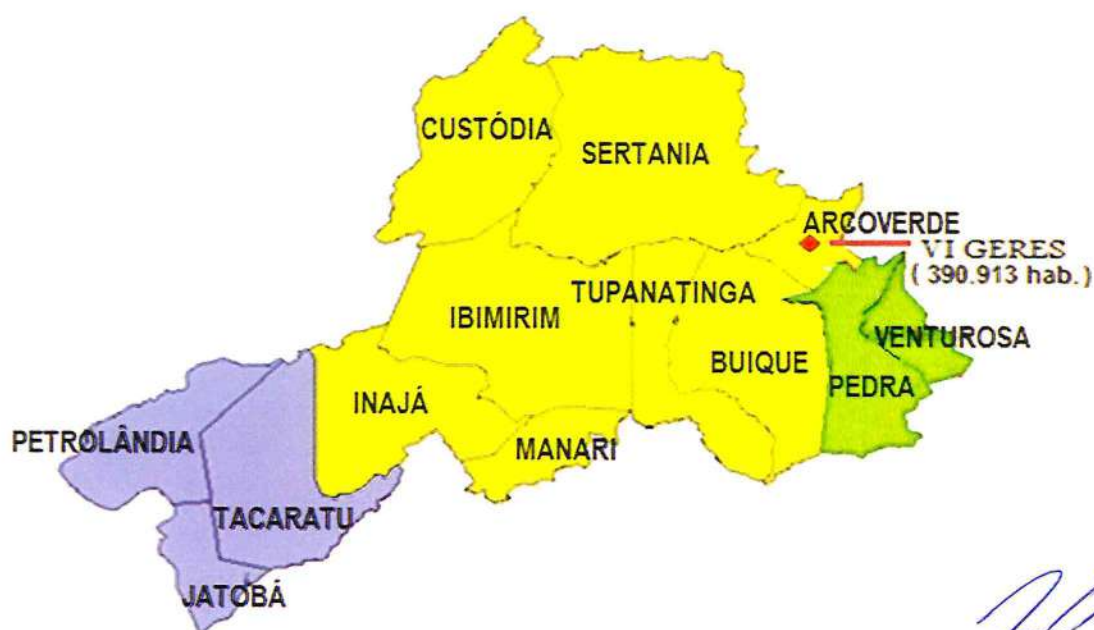 CUSTÓDIA
SERTANIA
ARCOVERDE
VI GERES
( 390.913 hab.)
TUPANATINGA
IBIMIRIM
VENTUROSA
BUIQUE
PEDRA
INAJÁ
PETROLÂNDIA
MANARI
TACARATU
JATOBÁ